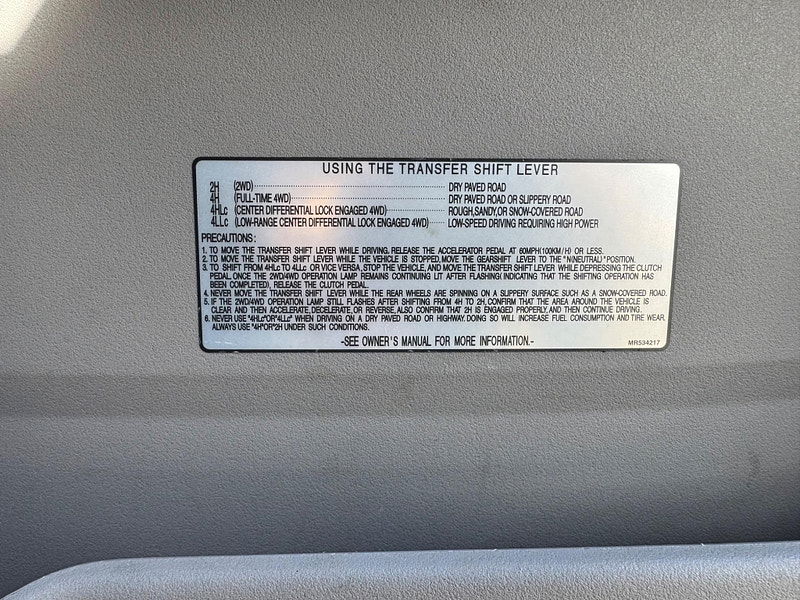 USING THE TRANSFER SHIFT LEVER
2H (2WD) DRY PAVED ROAD
4H (FULL-TIME 4WD) DRY PAVED ROAD OR SLIPPERY ROAD
4HLc (CENTER DIFFERENTIAL LOCK ENGAGED 4WD) ROUGH,SANDY,OR SNOW-COVERED ROAD
4LLc (LOW-RANGE CENTER DIFFERENTIAL LOCK ENGAGED 4WD) LOW-SPEED DRIVING REQUIRING HIGH POWER
PRECAUTIONS:
1. TO MOVE THE TRANSFER SHIFT LEVER WHILE DRIVING, RELEASE THE ACCELERATOR PEDAL AT 60MPH(100KM/H) OR LESS.
2. TO MOVE THE TRANSFER SHIFT LEVER WHILE THE VEHICLE IS STOPPED, MOVE THE GEARSHIFT LEVER TO THE "N(NEUTRAL)"POSITION.
3. TO SHIFT FROM 4HLc TO 4LLc OR VICE VERSA, STOP THE VEHICLE, AND MOVE THE TRANSFER SHIFT LEVER WHILE DEPRESSING THE CLUTCH
PEDAL. ONCE THE 2WD/4WD OPERATION LAMP REMAINS CONTINUING LIT AFTER FLASHING( INDICATING THAT THE SHIFTING OPERATION HAS
BEEN COMPLETED), RELEASE THE CLUTCH PEDAL.
4. NEVER MOVE THE TRANSFER SHIFT LEVER WHILE THE REAR WHEELS ARE SPINNING ON A SLIPPERY SURFACE SUCH AS A SNOW-COVERED ROAD.
5. IF THE 2WD/4WD OPERATION LAMP STILL FLASHES AFTER SHIFTING FROM 4H TO 2H, CONFIRM THAT THE AREA AROUND THE VEHICLE IS
CLEAR AND THEN ACCELERATE, DECELERATE, OR REVERSE, ALSO CONFIRM THAT 2H IS ENGAGED PROPERLY, AND THEN CONTINUE DRIVING.
6. NEVER USE "4HLc"OR"4LLc" WHEN DRIVING ON A DRY PAVED ROAD OR HIGHWAY. DOING SO WILL INCREASE FUEL CONSUMPTION AND TIRE WEAR.
ALWAYS USE "4H"OR"2H UNDER SUCH CONDITIONS.
-SEE OWNER'S MANUAL FOR MORE INFORMATION.-
MR534217